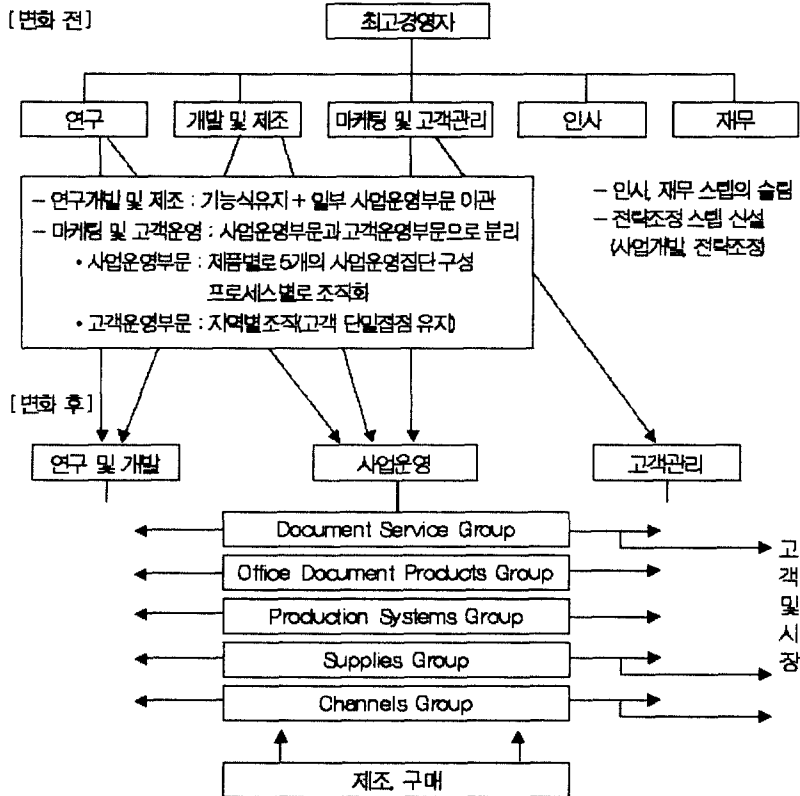 [변화 전]
최고경영자
연구
개발 및 제조
마케팅 및 고객관리
인사
재무
– 연구개발 및 제조 : 기능식유지 + 일부 사업운영부문 이관
– 마케팅 및 고객운영 : 사업운영부문과 고객운영부문으로 분리
• 사업운영부문 : 제품별로 5개의 사업운영집단 구성
프로세스별로 조직화
• 고객운영부문 : 지역별조직(고객 단일접점 유지)
– 인사, 재무 스텝의 슬림
– 전략조정 스텝 신설
(사업개발, 전략조정)
[변화 후]
연구 및 개발
사업운영
고객관리
Document Service Group
Office Document Products Group
Production Systems Group
Supplies Group
Channels Group
고
객
및
시
장
제조, 구매